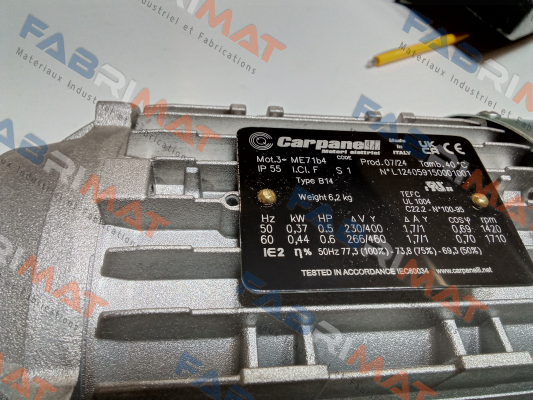 Carpanelli
Motori elettrici
Made in ITALY
UK CA CE
Mot.3~ ME71b4 CODE Prod.07/24 Tamb. 40 °C
IP 55 I.Cl. F S 1 N°L124059150001001
Type B14
Weight 6,2 kg
TEFC
UL 1004
C22.2 - N°100-95
Hz kW HP Δ V Y Δ A Y cosφ rpm
50 0,37 0.5 230/400 1,7/1 0,69 1420
60 0,44 0.6 266/460 1,7/1 0,70 1710
IE2 η% 50Hz 77,3 (100%) - 73,8 (75%) - 69,3 (50%)
TESTED IN ACCORDANCE IEC60034 www.carpanelli.net
FABRIMAT
Materiaux Industriel et Fabrications